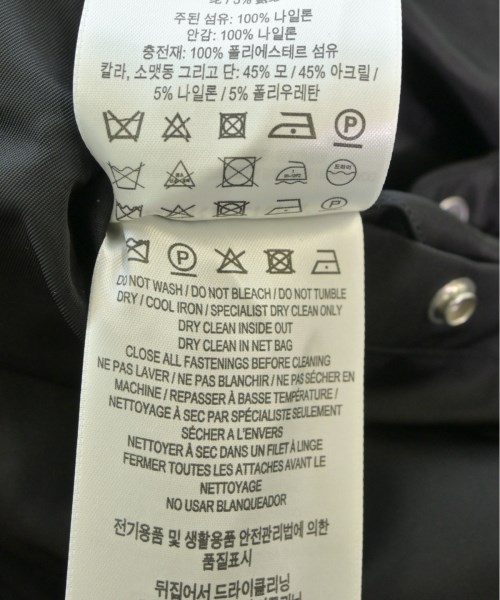 주된 섬유: 100% 나일론
안감: 100% 나일론
충전재: 100% 폴리에스테르 섬유
칼라, 소맷동 그리고 단: 45% 모 / 45% 아크릴 /
5% 나일론 / 5% 폴리우레탄
P
드라이
P
DO NOT WASH / DO NOT BLEACH / DO NOT TUMBLE
DRY / COOL IRON / SPECIALIST DRY CLEAN ONLY
DRY CLEAN INSIDE OUT
DRY CLEAN IN NET BAG
CLOSE ALL FASTENINGS BEFORE CLEANING
NE PAS LAVER / NE PAS BLANCHIR / NE PAS SÉCHER EN
MACHINE / REPASSER À BASSE TEMPÉRATURE /
NETTOYAGE À SEC PAR SPÉCIALISTE SEULEMENT
SÉCHER A L'ENVERS
NETTOYER À SEC DANS UN FILET À LINGE
FERMER TOUTES LES ATTACHES AVANT LE
NETTOYAGE
NO USAR BLANQUEADOR
전기용품 및 생활용품 안전관리법에 의한
품질표시
뒤집어서 드라이클리닝